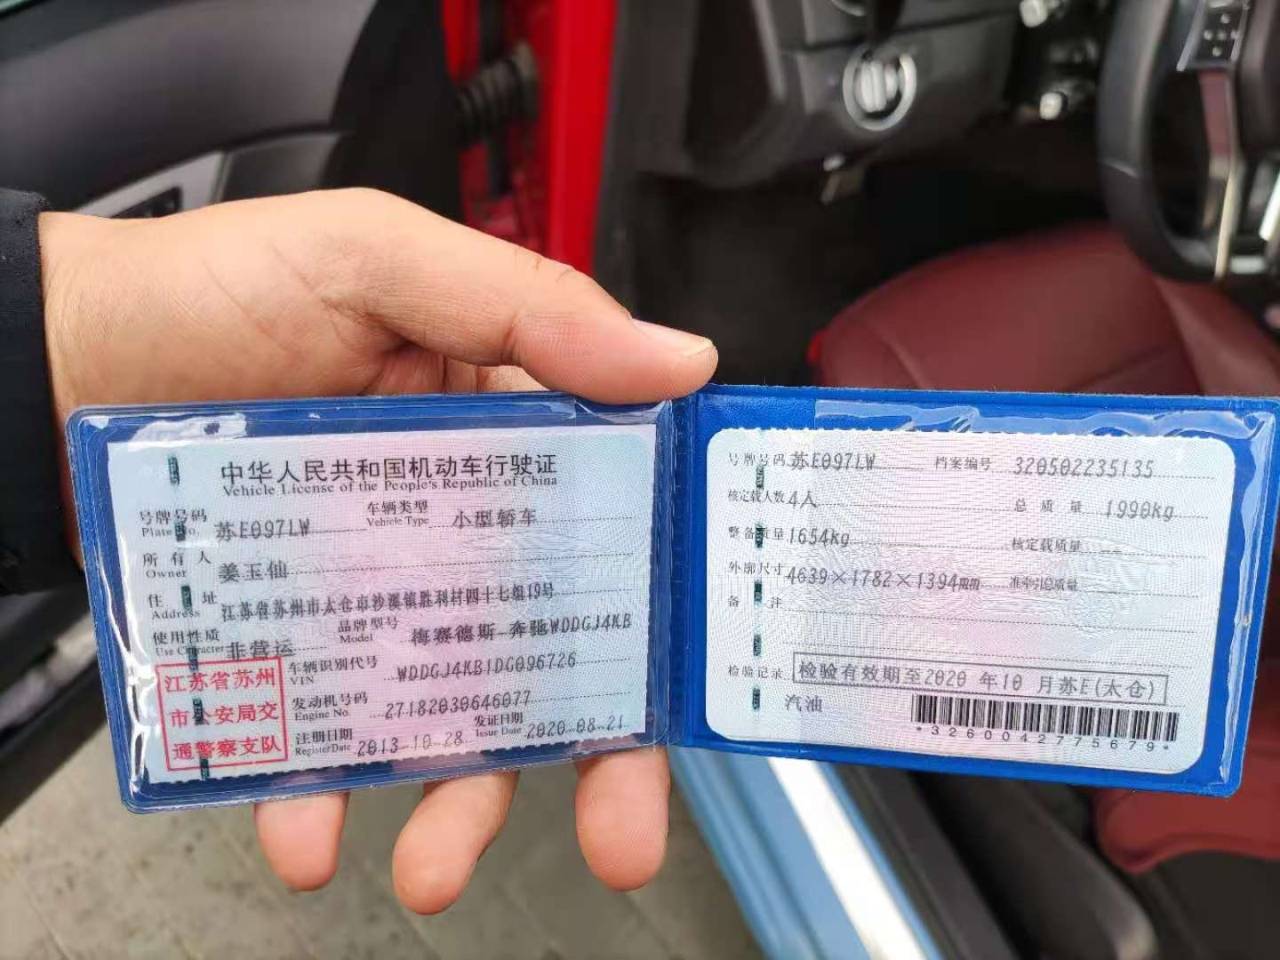 中华人民共和国机动车行驶证
Vehicle License of the People's Republic of China
号牌号码 苏E097LW 车辆类型 小型轿车
Plate No. Vehicle Type
所有人 姜玉仙
Owner
住址 江苏省苏州市太仓市沙溪镇胜利村四十七组19号
Address
使用性质 非营运 品牌型号 梅赛德斯-奔驰WDDGJ4KB
Use Character Model
车辆识别代号 WDDGJ4KB1DG096726
VIN
发动机号码 27182030646077
Engine No.
注册日期 2013-10-28 发证日期 2020-08-21
Register Date Issue Date
江苏省苏州
市公安局交
通警察支队
号牌号码 苏E097LW 档案编号 320502235135
核定载人数 4人 总质量 1990kg
整备质量 1654kg 核定载质量
外廓尺寸 4639×1782×1394mm 准牵引总质量
备注
检验记录 检验有效期至2020 年10 月苏E(太仓)
汽油
*3260042775679*